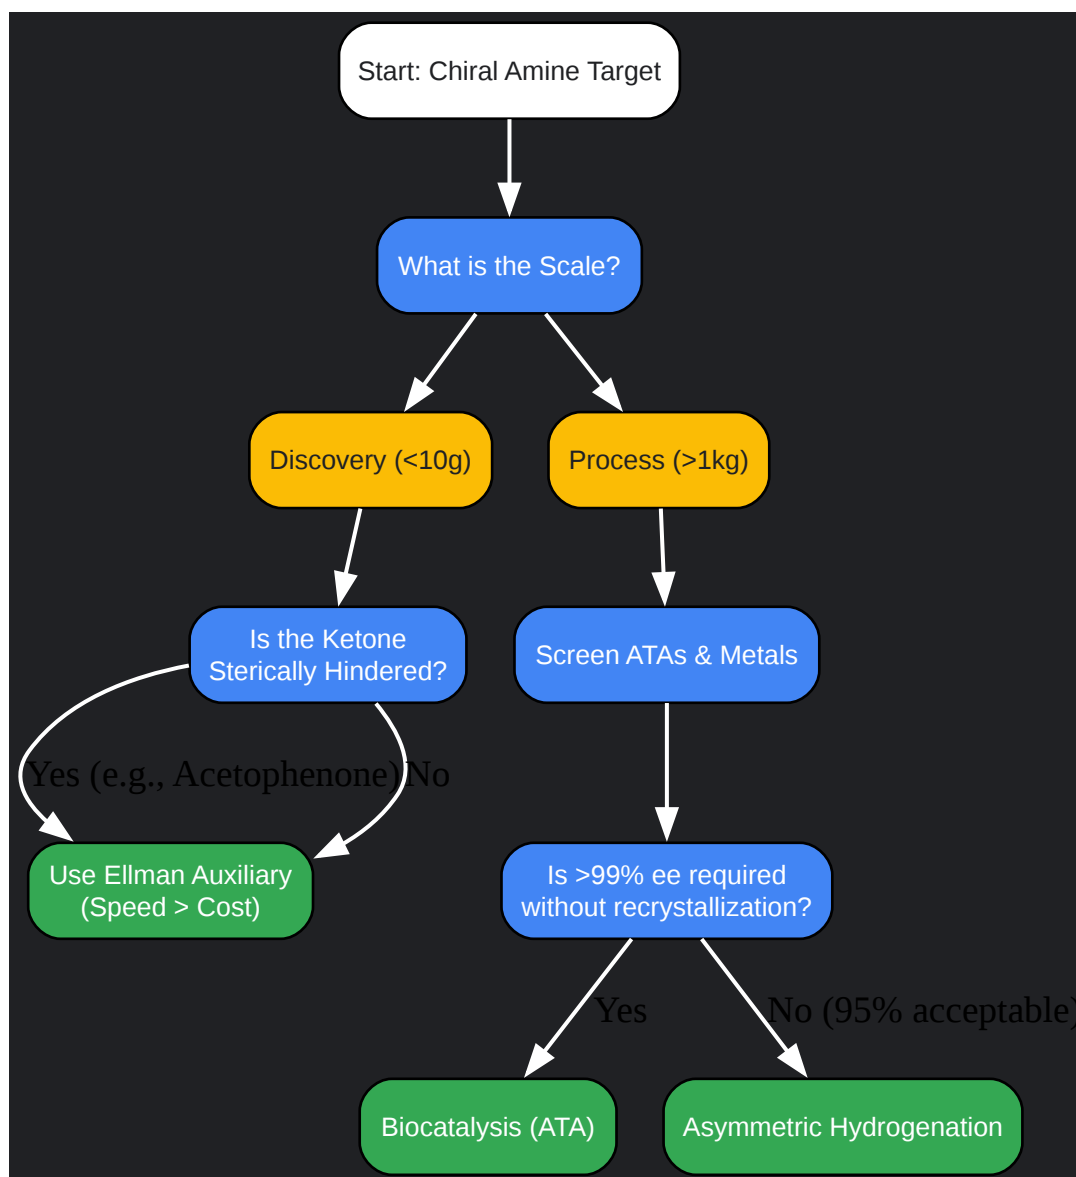 Start: Chiral Amine Target
What is the Scale?
Discovery (<10g)
Process (>1kg)
Is the Ketone
Sterically Hindered?
Screen ATAs & Metals
Yes (e.g., Acetophenone)
No
Use Ellman Auxiliary
(Speed > Cost)
Is >99% ee required
without recrystallization?
Yes
No (95% acceptable)
Biocatalysis (ATA)
Asymmetric Hydrogenation